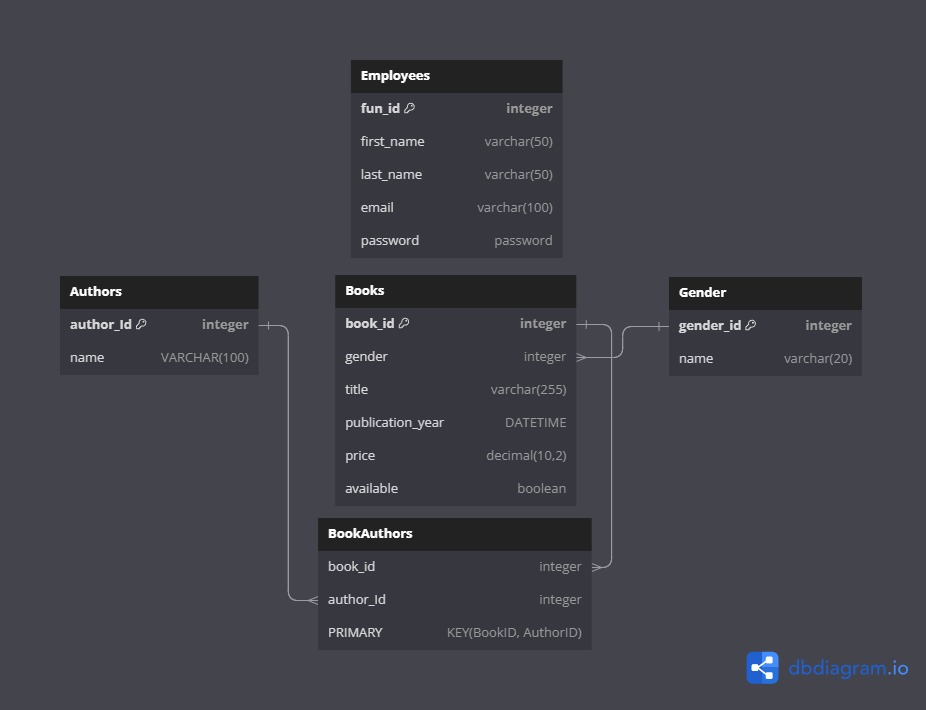 Employees
fun_id integer
first_name varchar(50)
last_name varchar(50)
email varchar(100)
password password
Authors
author_Id integer
name VARCHAR(100)
Books
book_id integer
gender integer
title varchar(255)
publication_year DATETIME
price decimal(10,2)
available boolean
Gender
gender_id integer
name varchar(20)
BookAuthors
book_id integer
author_Id integer
PRIMARY KEY(BookID, AuthorID)
dbdiagram.io